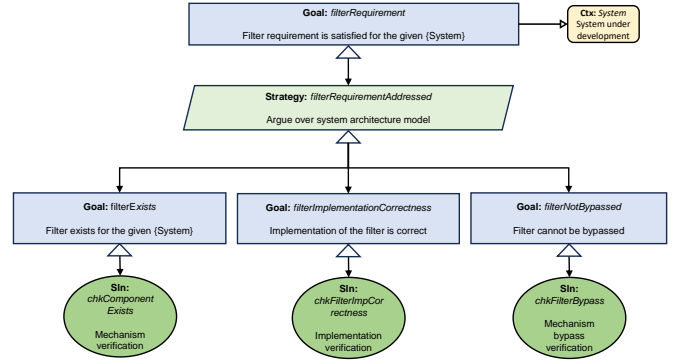 Goal: filterRequirement
Filter requirement is satisfied for the given {System}
Ctx: System
System under
development
Strategy: filterRequirementAddressed
Argue over system architecture model
Goal: filterExists
Filter exists for the given {System}
Goal: filterImplementationCorrectness
Implementation of the filter is correct
Goal: filterNotBypassed
Filter cannot be bypassed
Sln:
chkComponent
Exists
Mechanism
verification
Sln:
chkFilterImpCor
rectness
Implementation
verification
Sln:
chkFilterBypass
Mechanism
bypass
verification